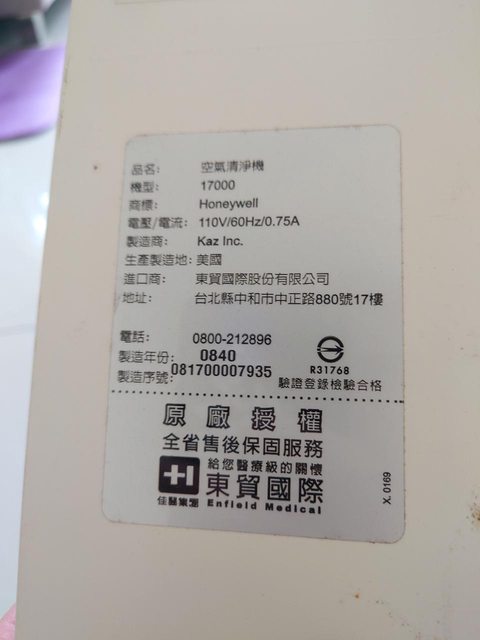 品名: 空氣清淨機
機型: 17000
商標: Honeywell
電壓/電流: 110V/60Hz/0.75A
製造商: Kaz Inc.
生產製造地: 美國
進口商: 東貿國際股份有限公司
地址: 台北縣中和市中正路880號17樓
電話: 0800-212896
製造年份: 0840
製造序號: 081700007935
R31768
驗證登錄檢驗合格
原廠授權
全省售後保固服務
給您醫療級的關懷
東貿國際
佳醫集團 Enfield Medical
X. 0169